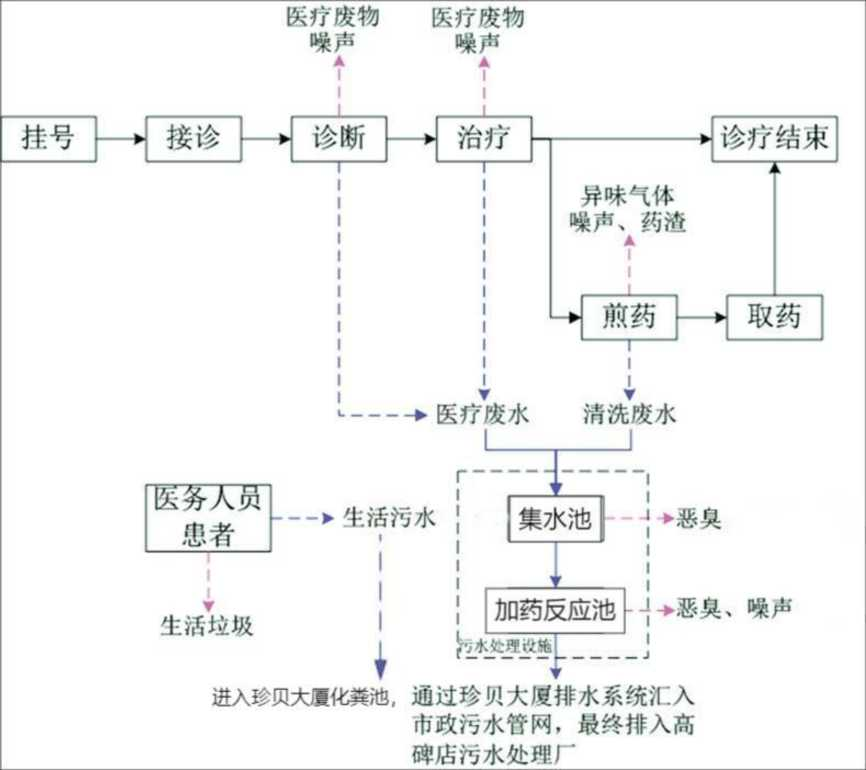 医疗废物
噪声
医疗废物
噪声
挂号
接诊
诊断
治疗
诊疗结束
异味气体
噪声、药渣
煎药
取药
医疗废水
清洗废水
医务人员
患者
生活污水
集水池
恶臭
生活垃圾
加药反应池
恶臭、噪声
污水处理设施
进入珍贝大厦化粪池，
通过珍贝大厦排水系统汇入
市政污水管网，最终排入高
碑店污水处理厂